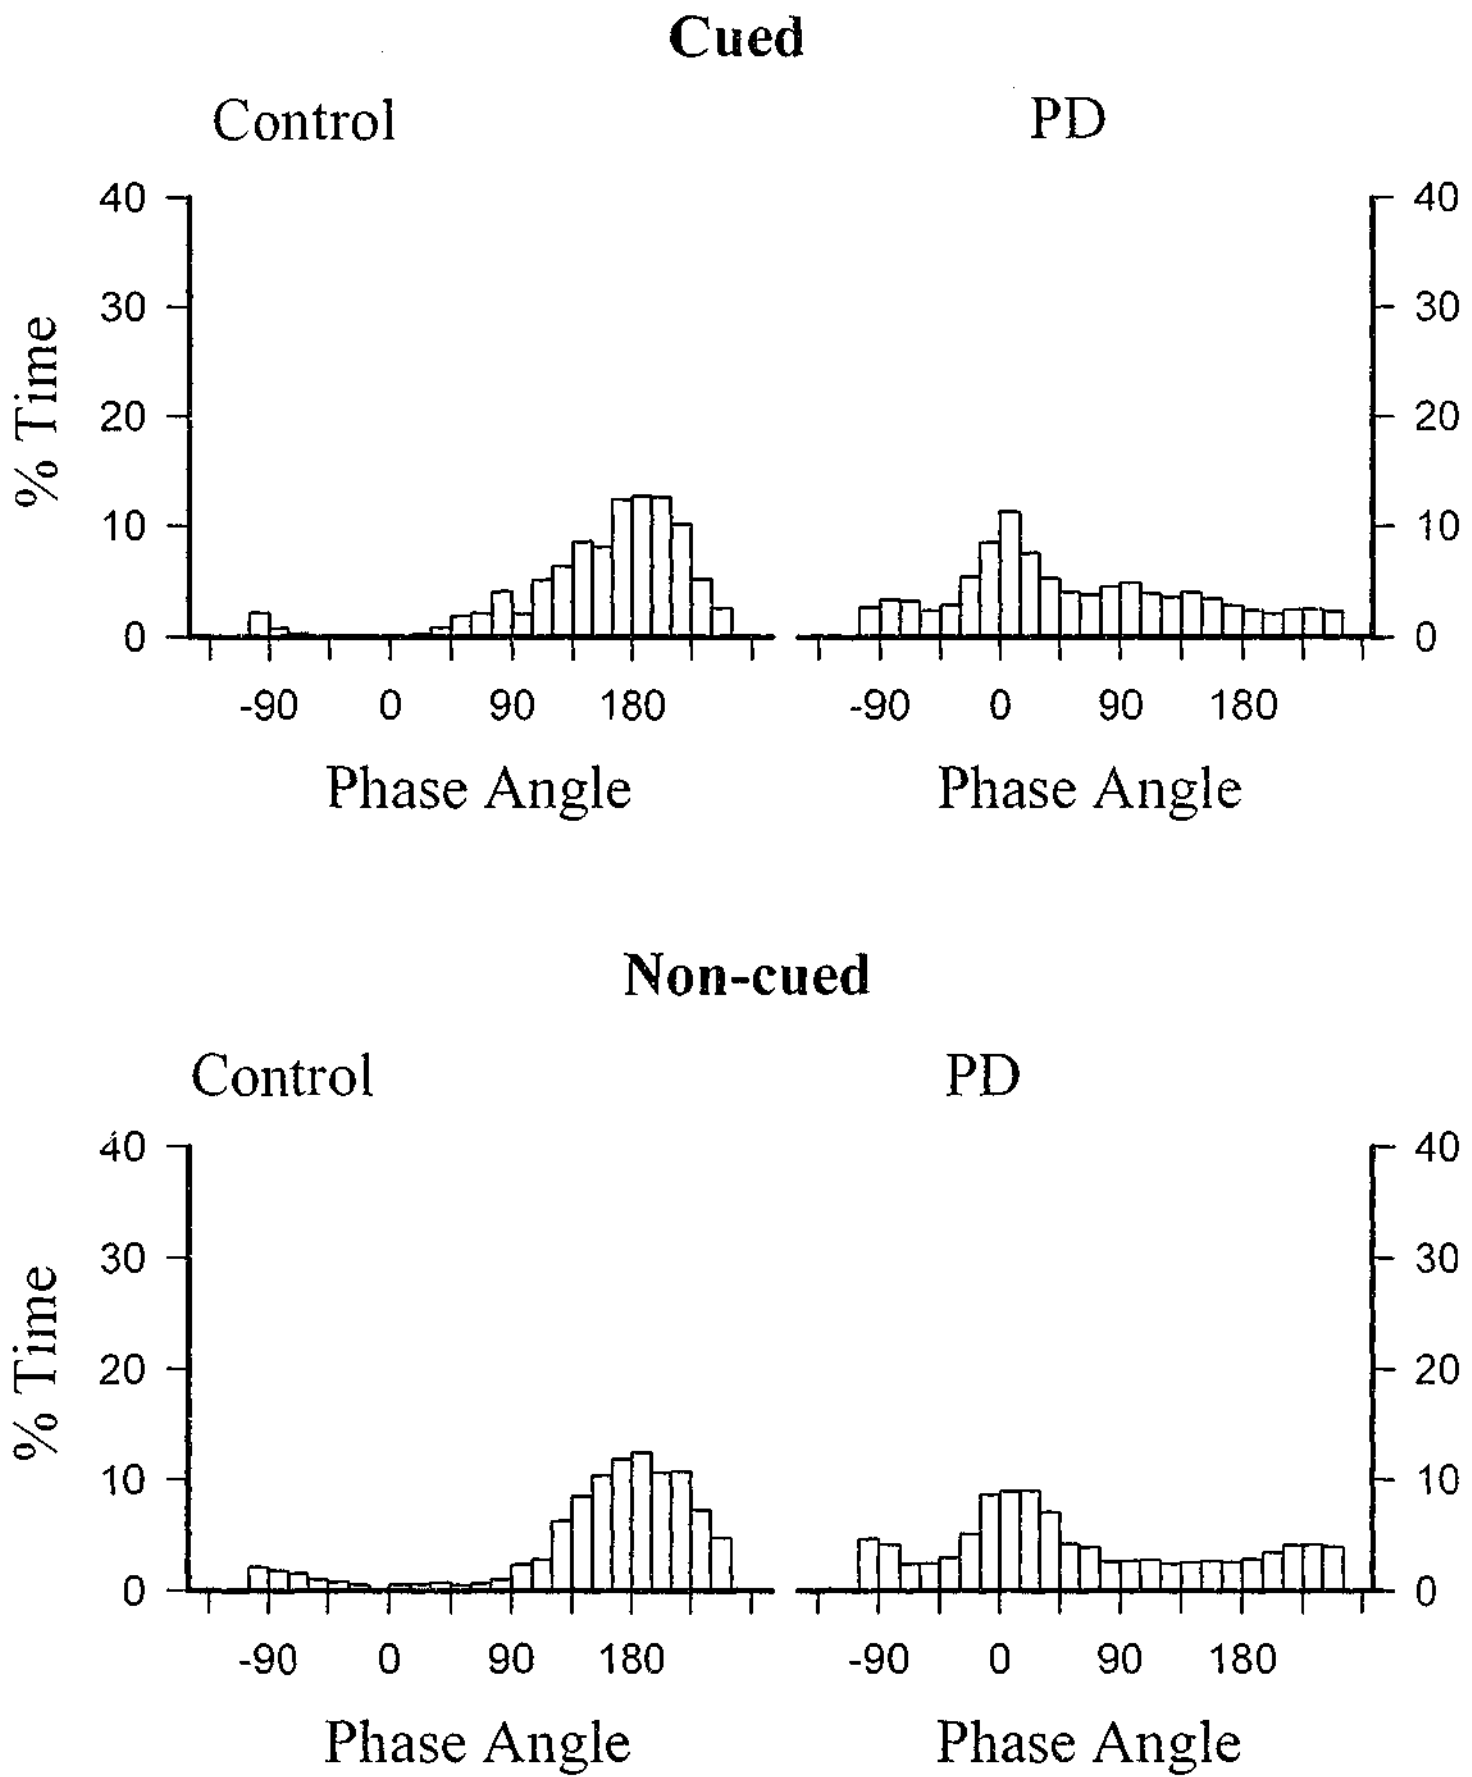 Cued
Control PD
40 40
30 30
20 20
10 10
0 0
% Time
-90 0 90 180 -90 0 90 180
Phase Angle Phase Angle
Non-cued
Control PD
40 40
30 30
20 20
10 10
0 0
% Time
-90 0 90 180 -90 0 90 180
Phase Angle Phase Angle